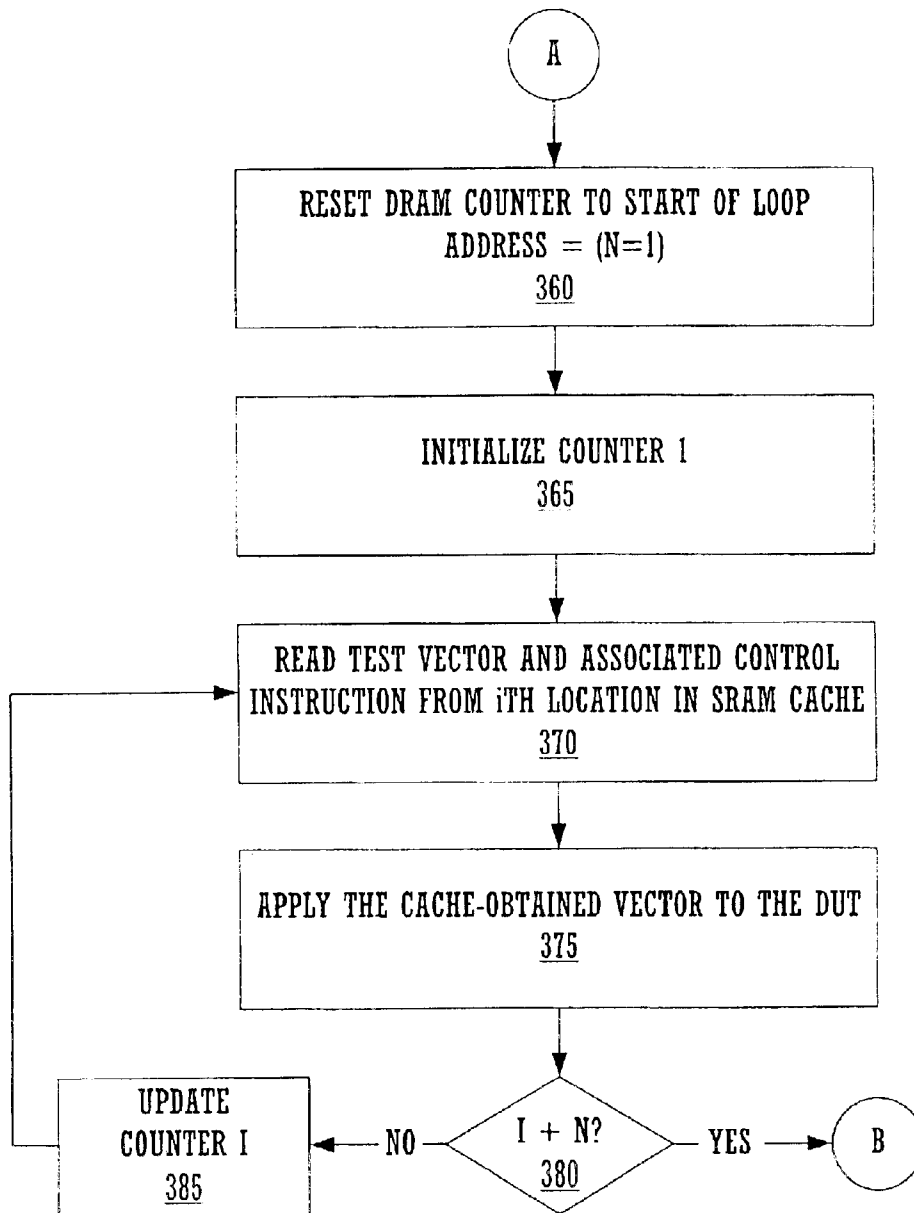 A
RESET DRAM COUNTER TO START OF LOOP
ADDRESS = (N=1)
360
INITIALIZE COUNTER 1
365
READ TEST VECTOR AND ASSOCIATED CONTROL
INSTRUCTION FROM iTH LOCATION IN SRAM CACHE
370
APPLY THE CACHE-OBTAINED VECTOR TO THE DUT
375
UPDATE
COUNTER I
385
NO
I + N?
380
YES
B